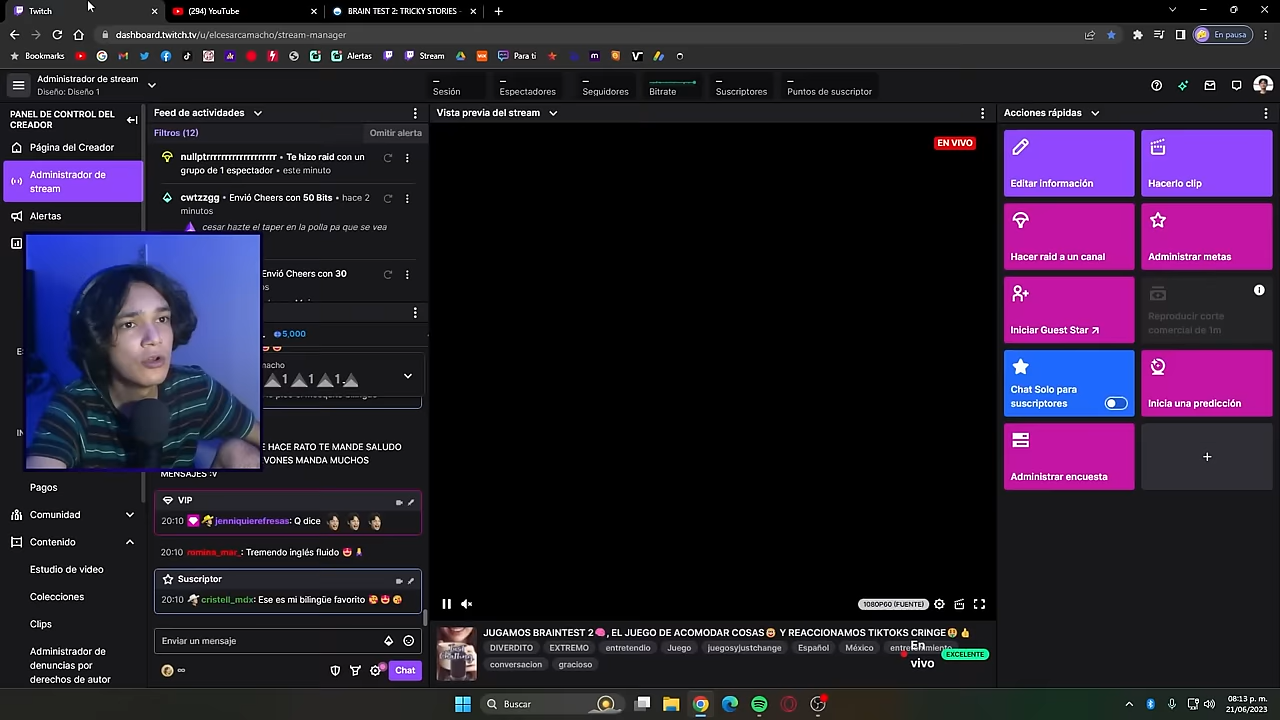 Twitch
(294) YouTube
BRAIN TEST 2: TRICKY STORIES -
dashboard.twitch.tv/u/elcesarcamacho/stream-manager
En pausa
Bookmarks
Alertas
Stream
Para ti
Administrador de stream
Diseño: Diseño 1
Sesión
Espectadores
Seguidores
Bitrate
Suscriptores
Puntos de suscriptor
PANEL DE CONTROL DEL
CREADOR
Página del Creador
Administrador de
stream
Alertas
Pagos
Comunidad
Contenido
Estudio de video
Colecciones
Clips
Administrador de
denuncias por
derechos de autor
Feed de actividades
Filtros (12)
Omitir alerta
nullptrrrrrrrrrrrrrrrrrrr • Te hizo raid con un
grupo de 1 espectador • este
minuto
cwtzzgg • Envió Cheers con 50 Bits • hace 2
minutos
cesar hazte el taper en la polla pa que se vea
Envió Cheers con 30
5,000
macho
1 1 1
HACE RATO TE MANDE SALUDO
VONES MANDA MUCHOS
MENSAJES :V
VIP
20:10 jenniquierefresas: Q dice
20:10 romina_mar_: Tremendo inglés fluido
Suscriptor
20:10 cristell_mdx: Ese es mi bilingüe favorito
Enviar un mensaje
Chat
Vista previa del stream
EN VIVO
1080P60 (FUENTE)
JUGAMOS BRAINTEST 2🧠, EL JUEGO DE ACOMODAR COSAS Y REACCIONAMOS TIKTOKS CRINGE
DIVERDITO
EXTREMO
entretendio
Juego
juegosyjustchange
Español
México
entretenimiento
conversacion
gracioso
En
vivo
EXCELENTE
Acciones rápidas
Editar información
Hacerlo clip
Hacer raid a un canal
Administrar metas
Iniciar Guest Star
Reproducir corte
comercial de 1m
Chat Solo para
suscriptores
Inicia una predicción
Administrar encuesta
Buscar
08:13 p. m.
21/06/2023